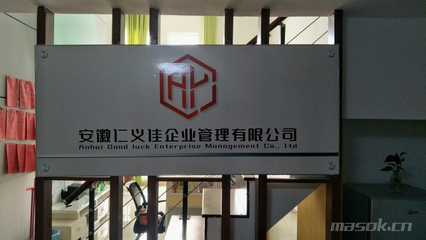 安徽仁义佳企业管理有限公司
Anhui Good luck Enterprise Management Co., Ltd
masok.cn